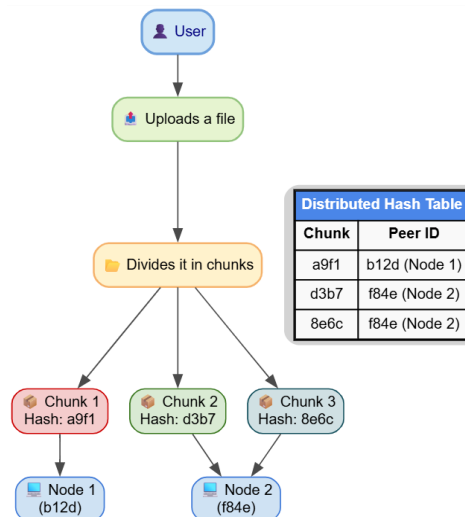 User
Uploads a file
Divides it in chunks
Distributed Hash Table
Chunk Peer ID
a9f1 b12d (Node 1)
d3b7 f84e (Node 2)
8e6c f84e (Node 2)
Chunk 1
Hash: a9f1
Chunk 2
Hash: d3b7
Chunk 3
Hash: 8e6c
Node 1
(b12d)
Node 2
(f84e)